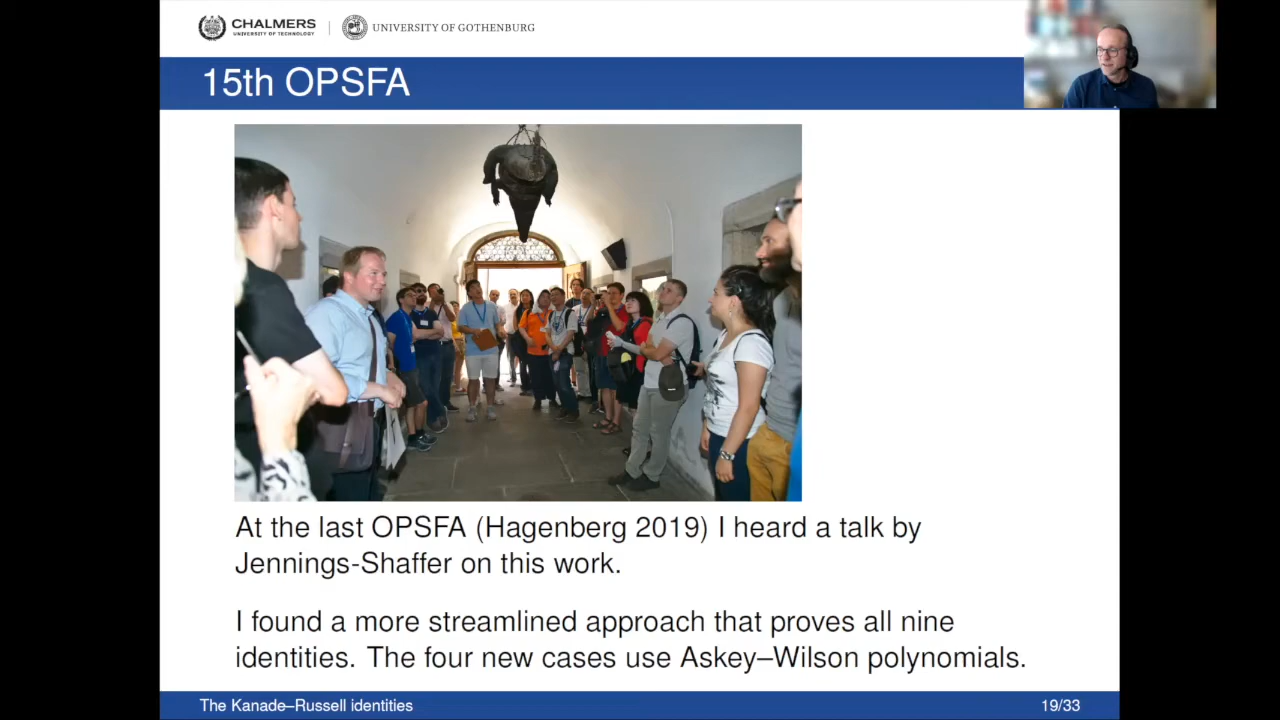 CHALMERS
UNIVERSITY OF TECHNOLOGY
UNIVERSITY OF GOTHENBURG
15th OPSFA
At the last OPSFA (Hagenberg 2019) I heard a talk by
Jennings-Shaffer on this work.
I found a more streamlined approach that proves all nine
identities. The four new cases use Askey–Wilson polynomials.
The Kanade–Russell identities
19/33